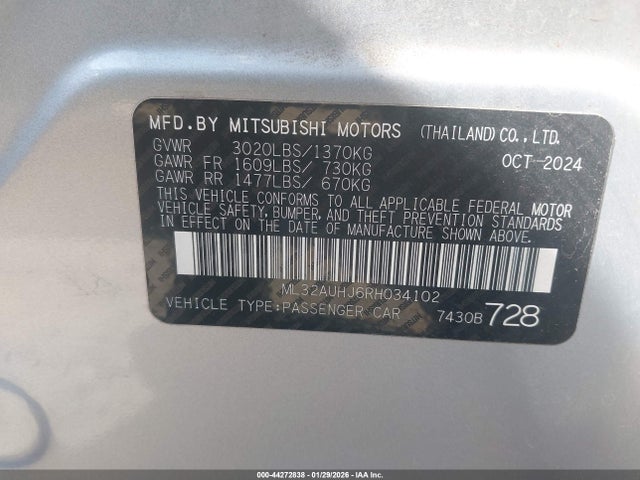 MFD.BY MITSUBISHI MOTORS (THAILAND) CO., LTD.
GVWR 3020LBS/1370KG OCT-2024
GAWR FR 1609LBS/ 730KG
GAWR RR 1477LBS/ 670KG
THIS VEHICLE CONFORMS TO ALL APPLICABLE FEDERAL MOTOR
VEHICLE SAFETY, BUMPER, AND THEFT PREVENTION STANDARDS
IN EFFECT ON THE DATE OF MANUFACTURE SHOWN ABOVE.
ML32AUHJ6RH034102
VEHICLE TYPE:PASSENGER CAR 7430B 728
000-44272838 - 01/29/2026 - IAA Inc.